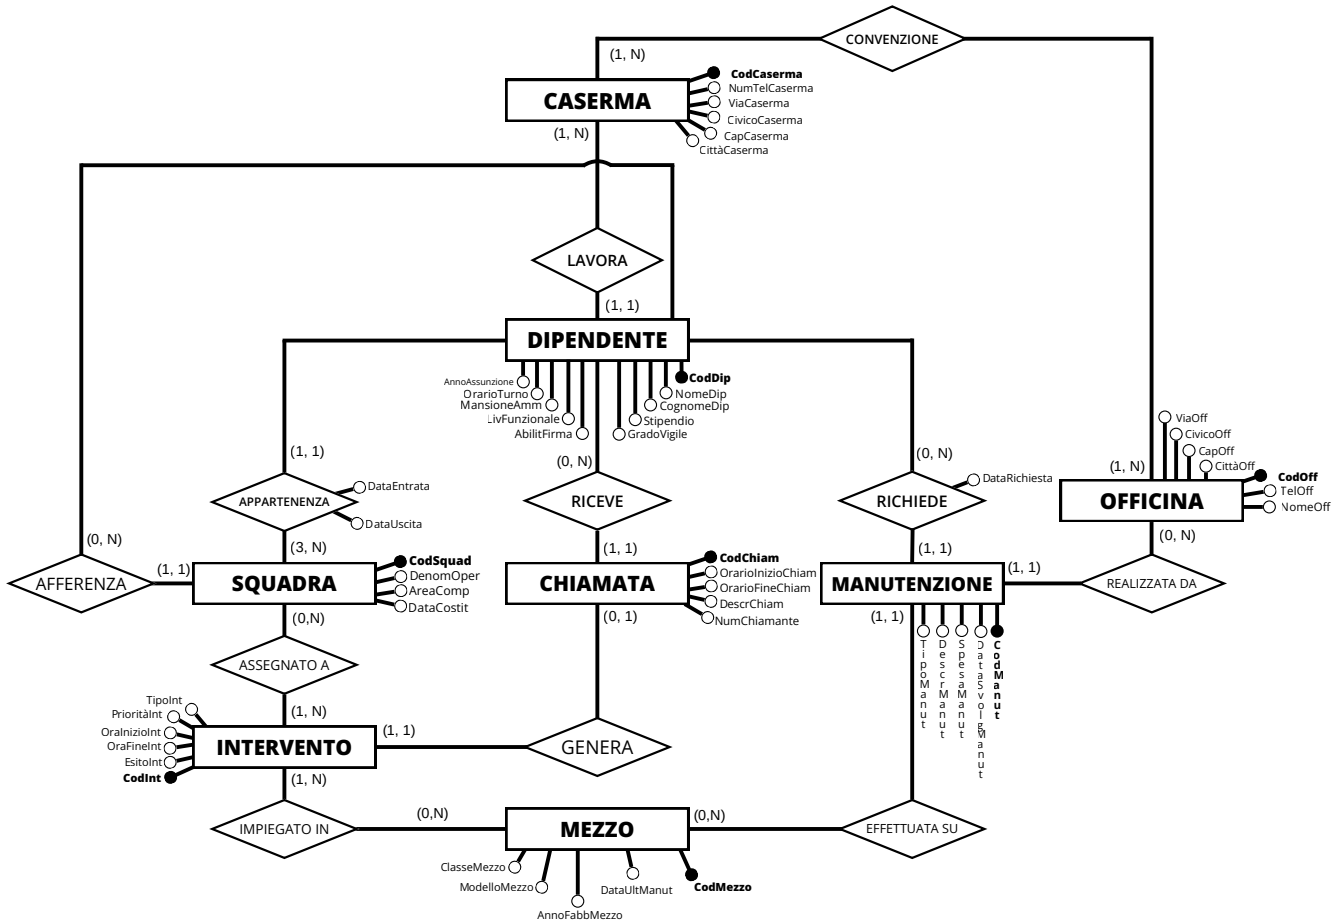 CONVENZIONE
(1, N)
CASERMA
CodCaserma
NumTelCaserma
ViaCaserma
CivicoCaserma
CapCaserma
CittàCaserma
(1, N)
LAVORA
(1, 1)
DIPENDENTE
AnnoAssunzione
OrarioTurno
MansioneAmm
LivFunzionale
AbilitFirma
CodDip
NomeDip
CognomeDip
Stipendio
GradoVigile
(1, 1)
(0, N)
(0, N)
(1, N)
ViaOff
CivicoOff
CapOff
CittàOff
CodOff
TelOff
NomeOff
OFFICINA
(0, N)
APPARTENENZA
DataEntrata
DataUscita
RICEVE
RICHIEDE
DataRichiesta
(0, N)
(3, N)
(1, 1)
(1, 1)
AFFERENZA
(1, 1)
SQUADRA
CodSquad
DenomOper
AreaComp
DataCostit
(0,N)
CHIAMATA
CodChiam
OrarioInizioChiam
OrarioFineChiam
DescrChiam
NumChiamante
(0, 1)
MANUTENZIONE
(1, 1)
(1, 1)
TipoManut
DescrManut
SpesaManut
DataSvolgManut
CodManut
REALIZZATA DA
ASSEGNATO A
(1, N)
TipoInt
PrioritàInt
OraInizioInt
OraFineInt
EsitoInt
CodInt
INTERVENTO
(1, 1)
GENERA
(1, N)
IMPIEGATO IN
(0,N)
MEZZO
(0,N)
EFFETTUATA SU
ClasseMezzo
ModelloMezzo
AnnoFabbMezzo
DataUltManut
CodMezzo